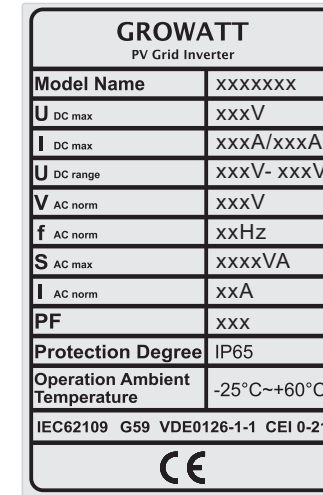 GROWATT
PV Grid Inverter
Model Name xxxxxxx
U DC max xxxV
I DC max xxxA/xxxA
U DC range xxxV- xxxV
V AC norm xxxV
f AC norm xxHz
S AC max xxxxVA
I AC norm xxA
PF xxx
Protection Degree IP65
Operation Ambient
Temperature -25°C~+60°C
IEC62109 G59 VDE0126-1-1 CEI 0-21
CE